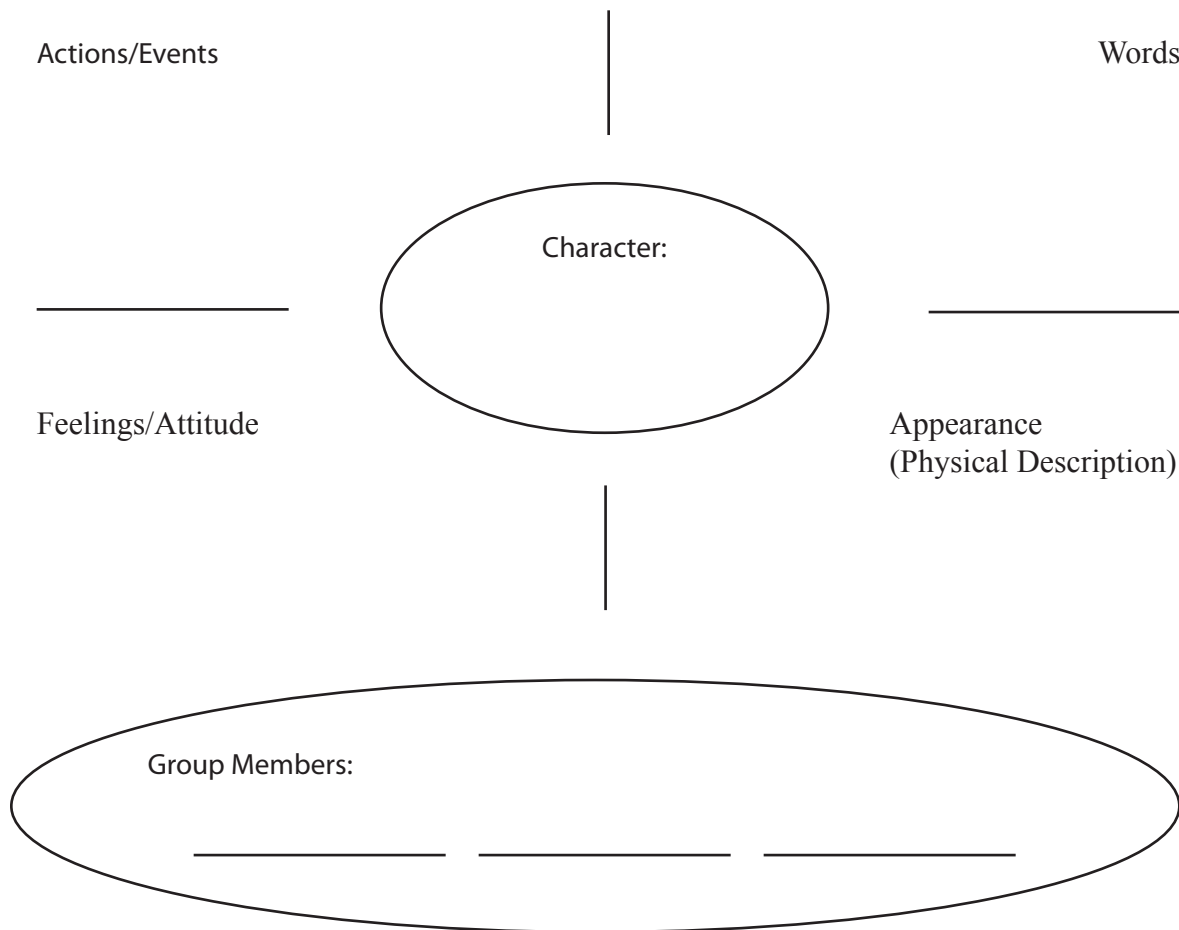 Actions/Events
Words
Character:
Feelings/Attitude
Appearance
(Physical Description)
Group Members: